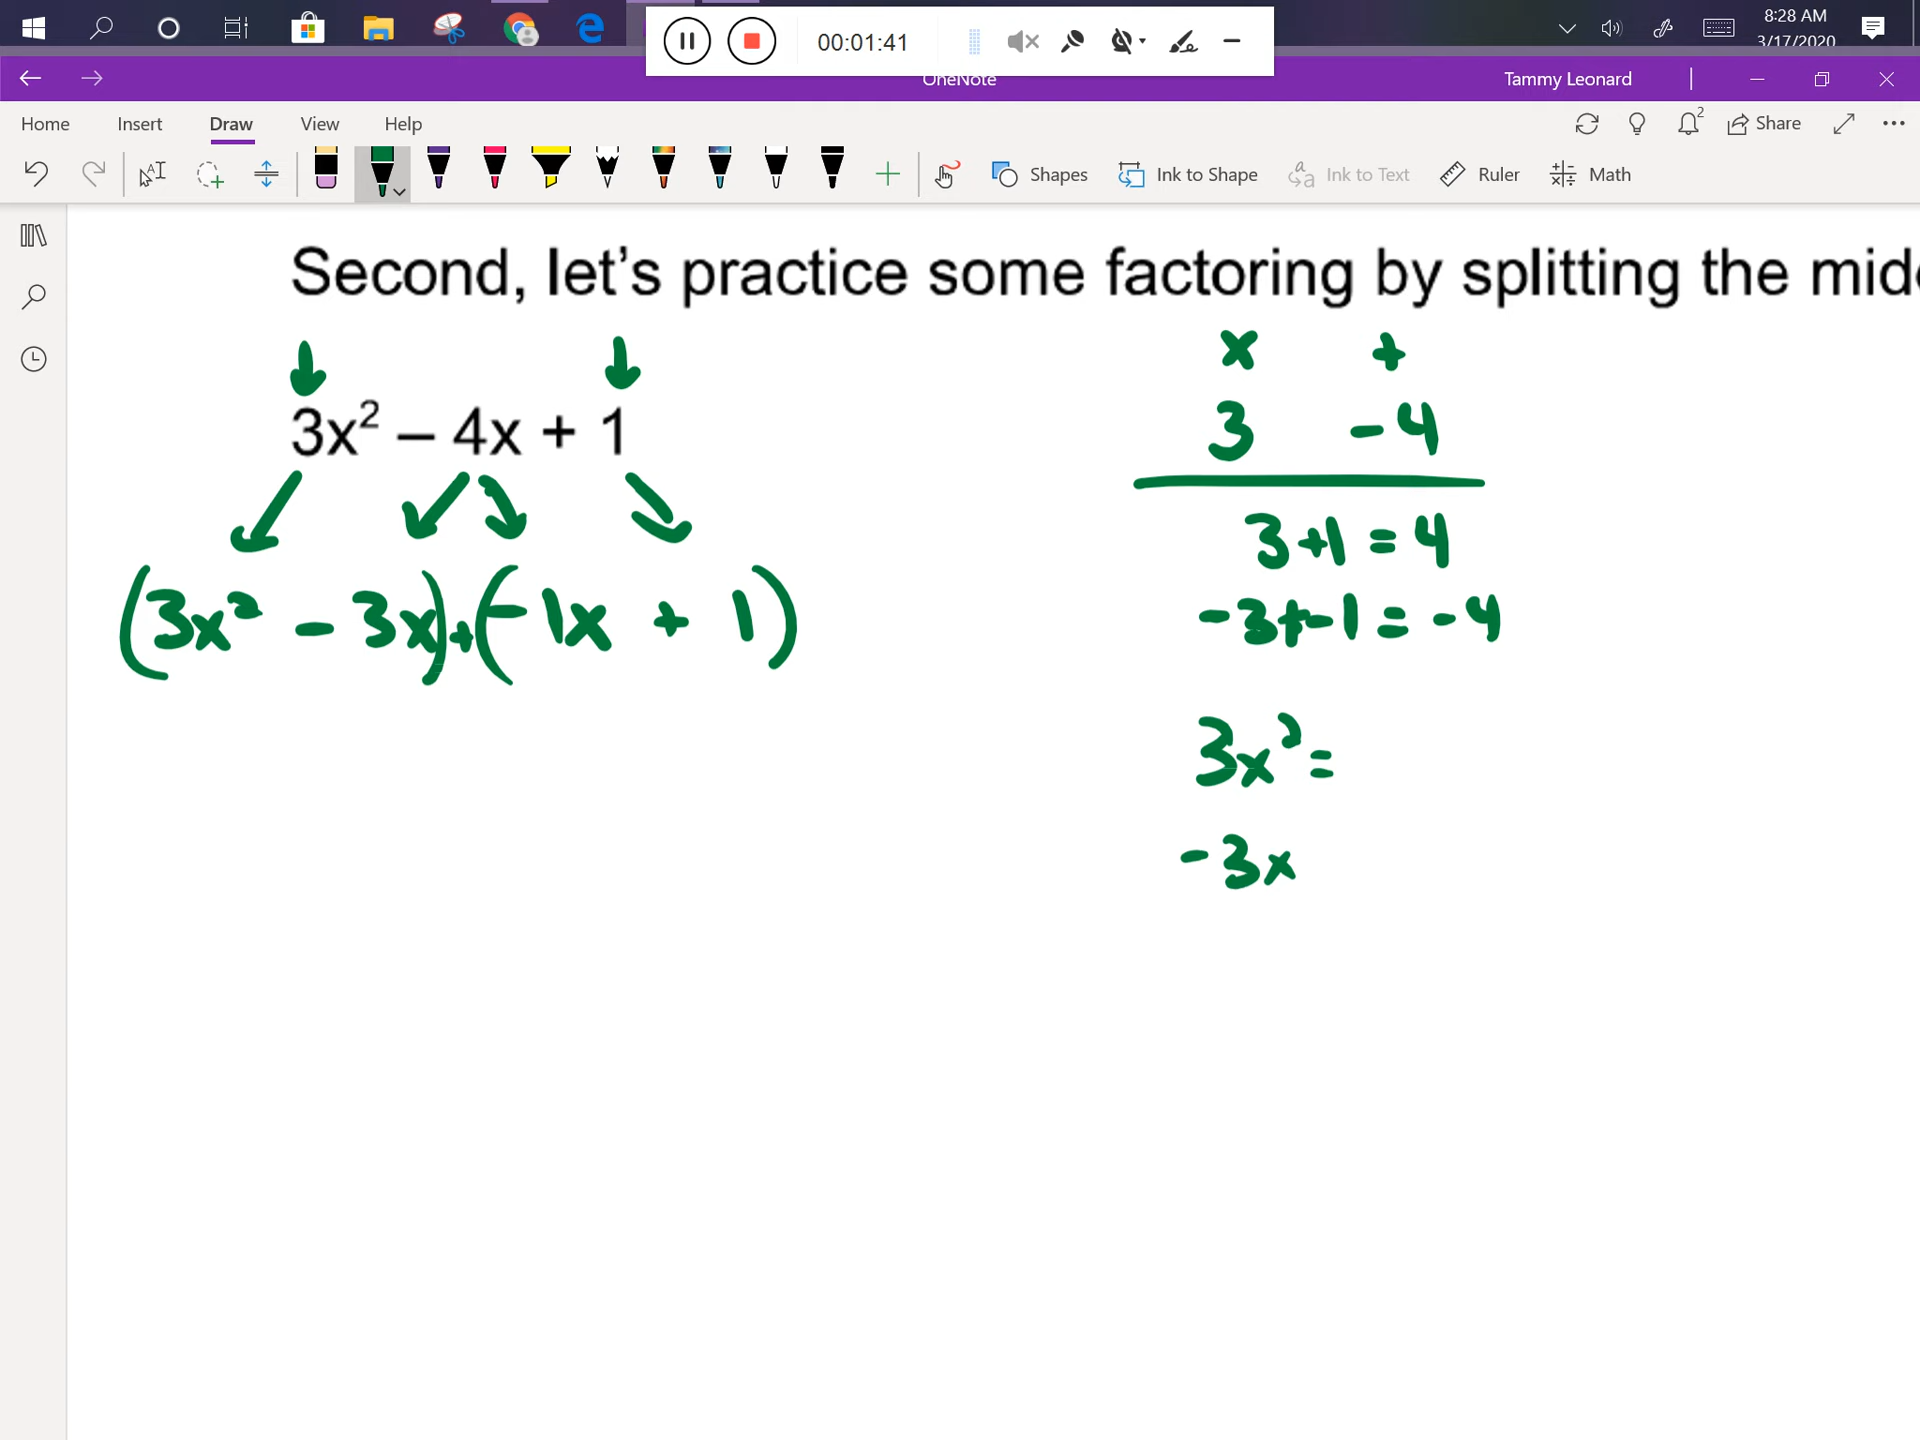 00:01:41
8:28 AM
3/17/2020
OneNote
Tammy Leonard
Home Insert Draw View Help
2
Share
Shapes Ink to Shape Ink to Text Ruler Math
Second, let's practice some factoring by splitting the mid
x +
3x² – 4x + 1
3 -4
3+1=4
(3x² - 3x)+(-1x + 1)
-3+-1=-4
3x²=
-3x